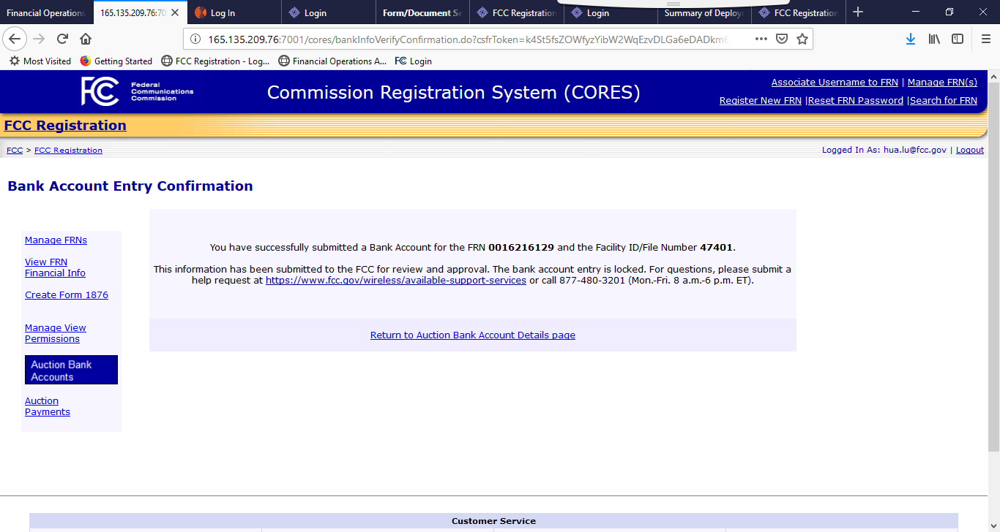 Financial Operations
165.135.209.76:70
Log In
Login
Form/Document Se
FCC Registration
Login
Summary of Deploy
FCC Registration
165.135.209.76:7001/cores/bankInfoVerifyConfirmation.do?csfrToken=k4St5fsZOWfyzYibW2WqEzvDLGa6eDADkm6
Most Visited
Getting Started
FCC Registration - Log...
Financial Operations A...
FC Login
FCC Federal
Communications
Commission
Commission Registration System (CORES)
Associate Username to FRN | Manage FRN(s)
Register New FRN |Reset FRN Password |Search for FRN
FCC Registration
FCC > FCC Registration
Logged In As: hua.lu@fcc.gov | Logout
Bank Account Entry Confirmation
Manage FRNs
View FRN
Financial Info
Create Form 1876
Manage View
Permissions
Auction Bank
Accounts
Auction
Payments
You have successfully submitted a Bank Account for the FRN 0016216129 and the Facility ID/File Number 47401.
This information has been submitted to the FCC for review and approval. The bank account entry is locked. For questions, please submit a
help request at https://www.fcc.gov/wireless/available-support-services or call 877-480-3201 (Mon.-Fri. 8 a.m.-6 p.m. ET).
Return to Auction Bank Account Details page
Customer Service